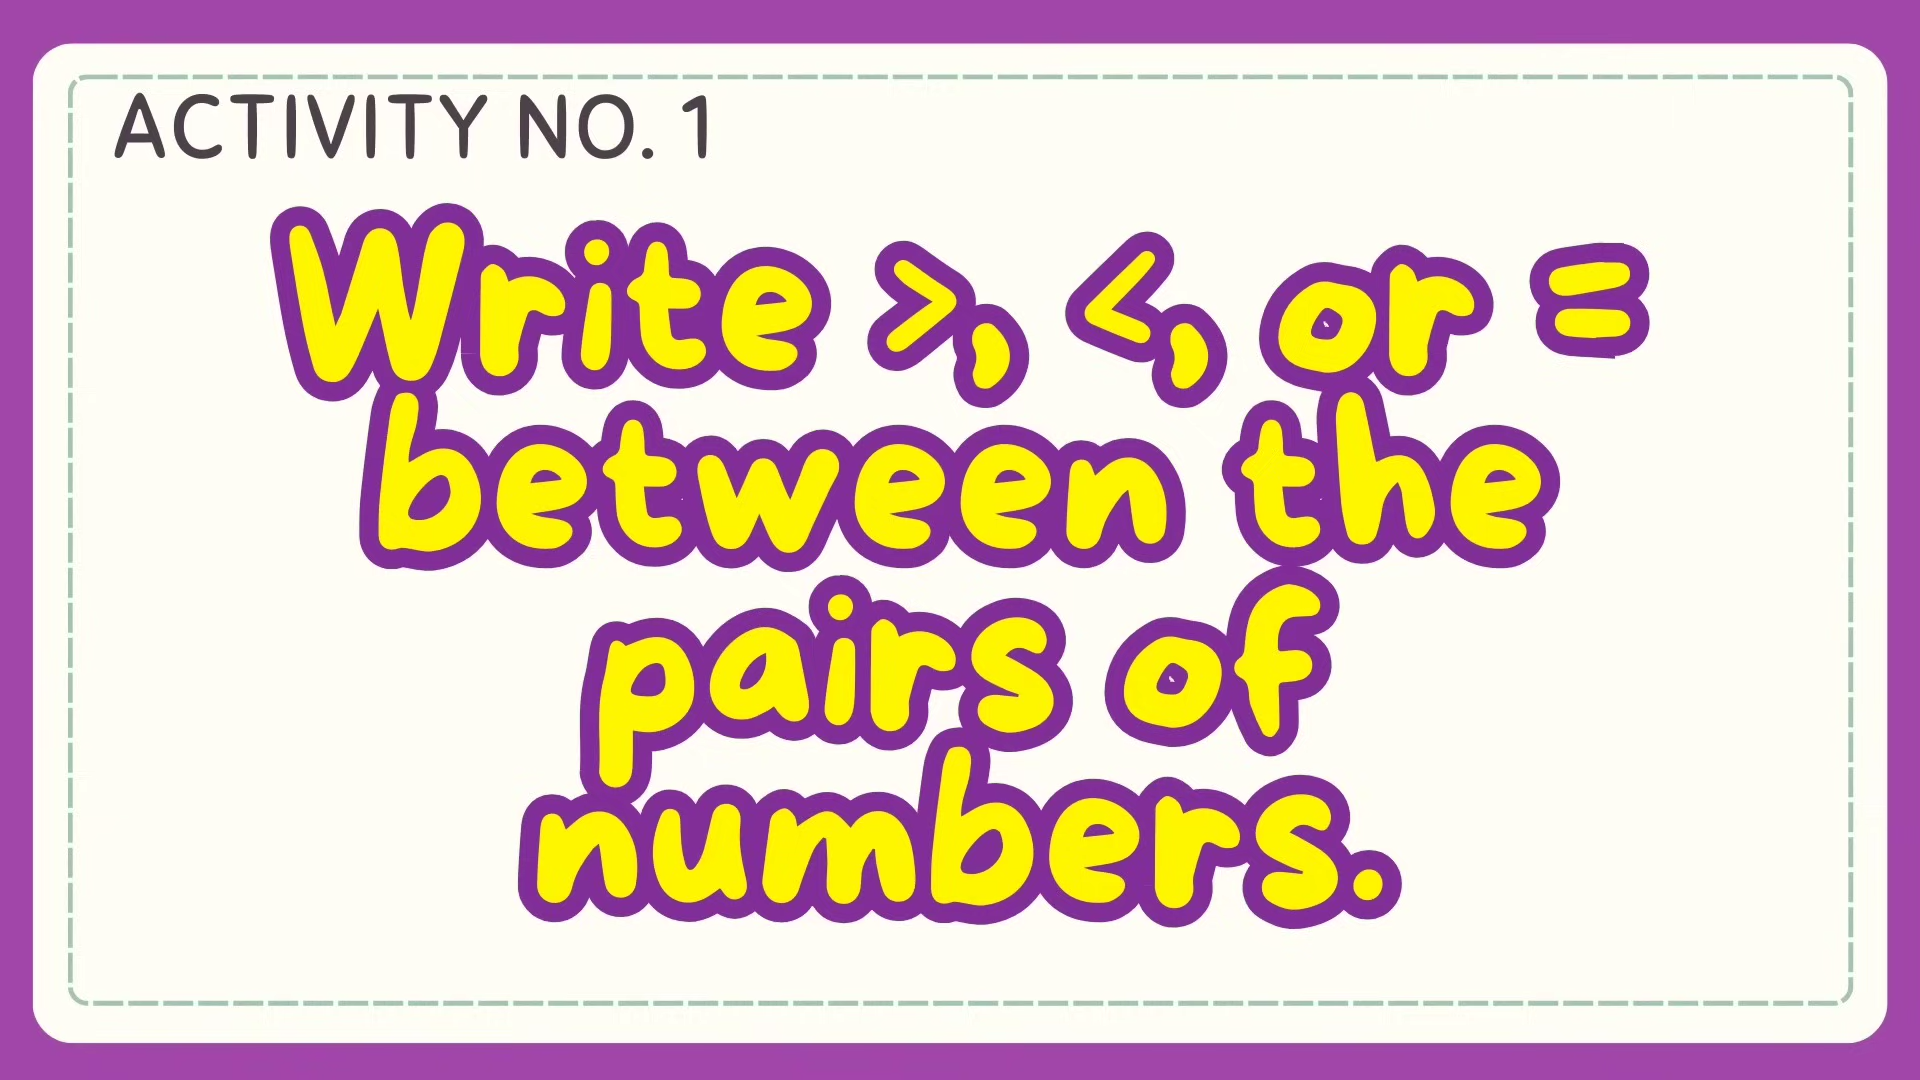 ACTIVITY NO. 1
Write >, <, or =
between the
pairs of
numbers.